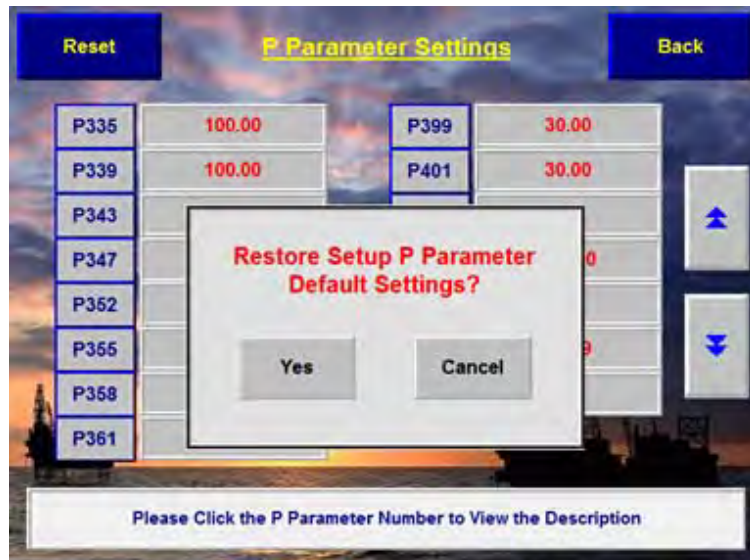 Reset
P Parameter Settings
Back
P335 100.00 P399 30.00
P339 100.00 P401 30.00
P343
P347 0
P352
P355 9
P358
P361
Restore Setup P Parameter
Default Settings?
Yes Cancel
Please Click the P Parameter Number to View the Description